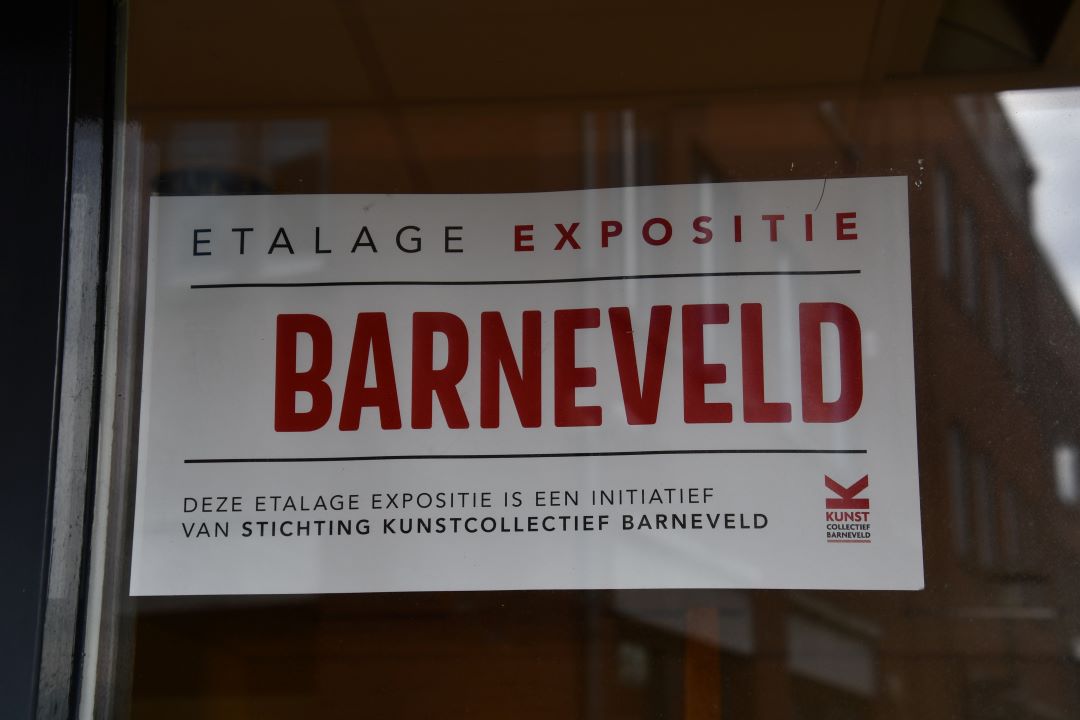 ETALAGE EXPOSITIE
BARNEVELD
DEZE ETALAGE EXPOSITIE IS EEN INITIATIEF
VAN STICHTING KUNSTCOLLECTIEF BARNEVELD
KUNST
COLLECTIEF
BARNEVELD